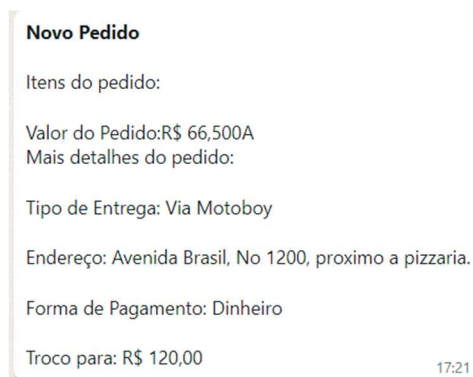 Novo Pedido
Itens do pedido:
Valor do Pedido:R$ 66,500A
Mais detalhes do pedido:
Tipo de Entrega: Via Motoboy
Endereço: Avenida Brasil, No 1200, proximo a pizzaria.
Forma de Pagamento: Dinheiro
Troco para: R$ 120,00
17:21